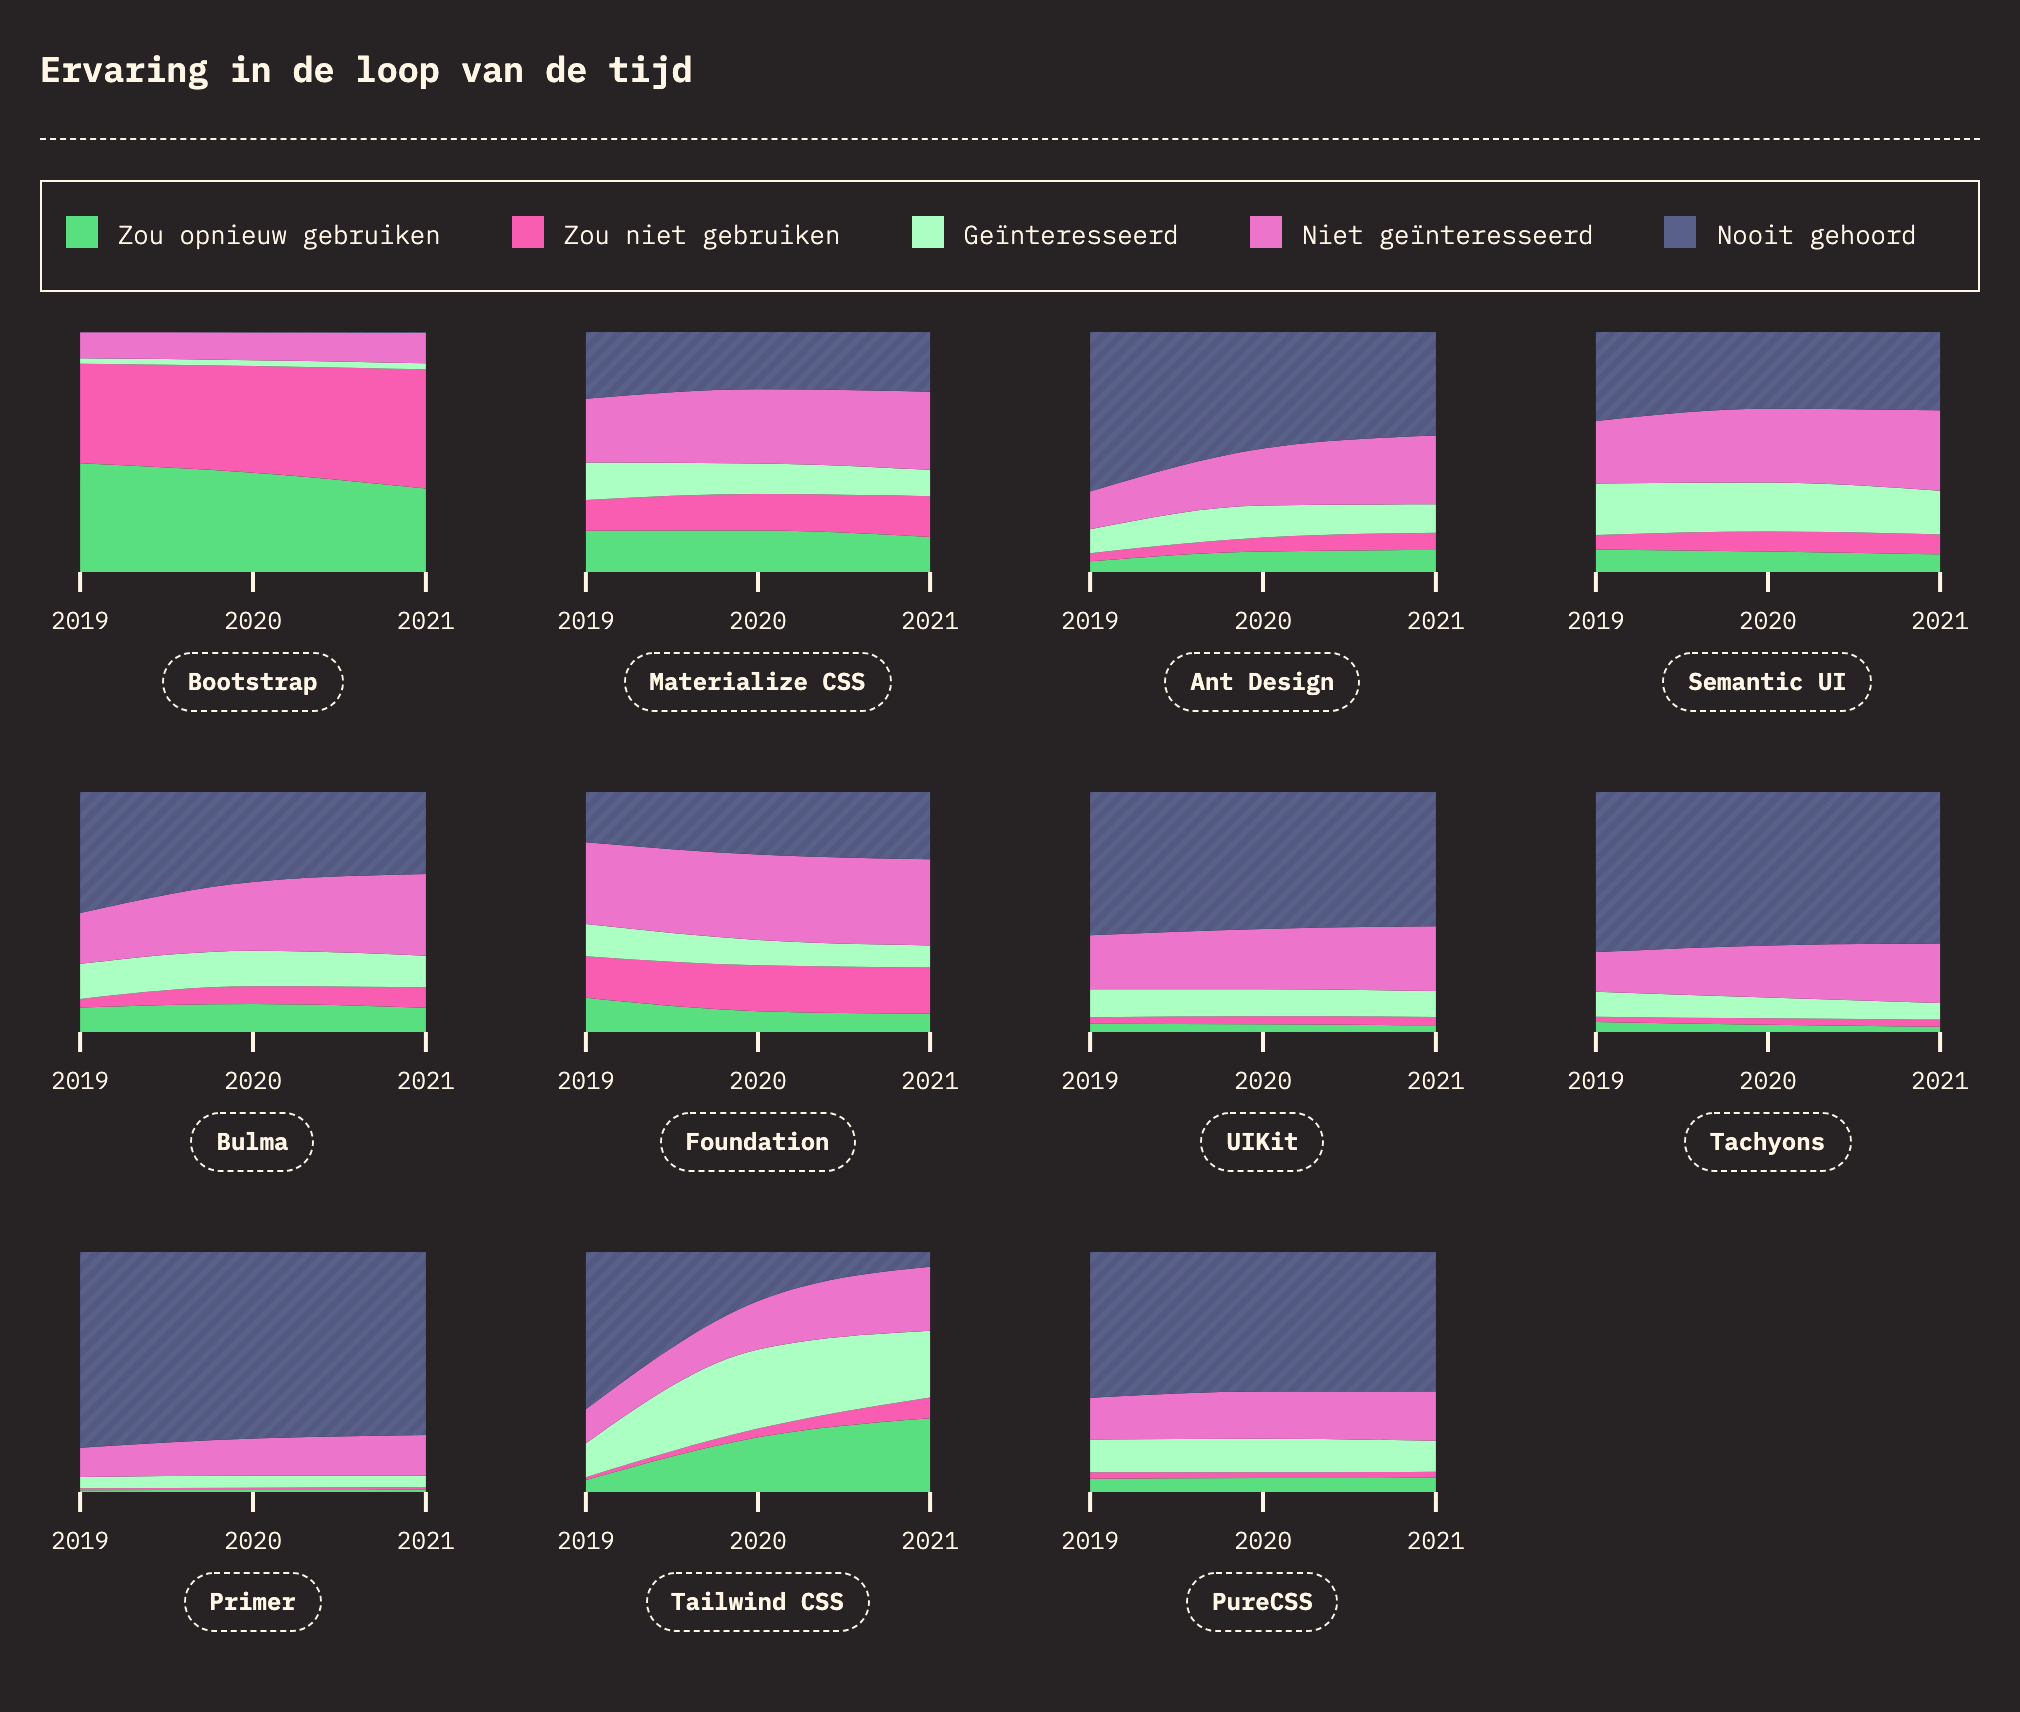 Ervaring in de loop van de tijd
Zou opnieuw gebruiken Zou niet gebruiken Geïnteresseerd Niet geïnteresseerd Nooit gehoord
2019 2020 2021 2019 2020 2021 2019 2020 2021 2019 2020 2021
Bootstrap Materialize CSS Ant Design Semantic UI
2019 2020 2021 2019 2020 2021 2019 2020 2021 2019 2020 2021
Bulma Foundation UIKit Tachyons
2019 2020 2021 2019 2020 2021 2019 2020 2021
Primer Tailwind CSS PureCSS